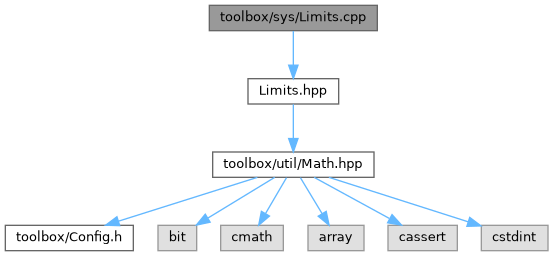 toolbox/sys/Limits.cpp
Limits.hpp
toolbox/util/Math.hpp
toolbox/Config.h
bit
cmath
array
cassert
cstdint